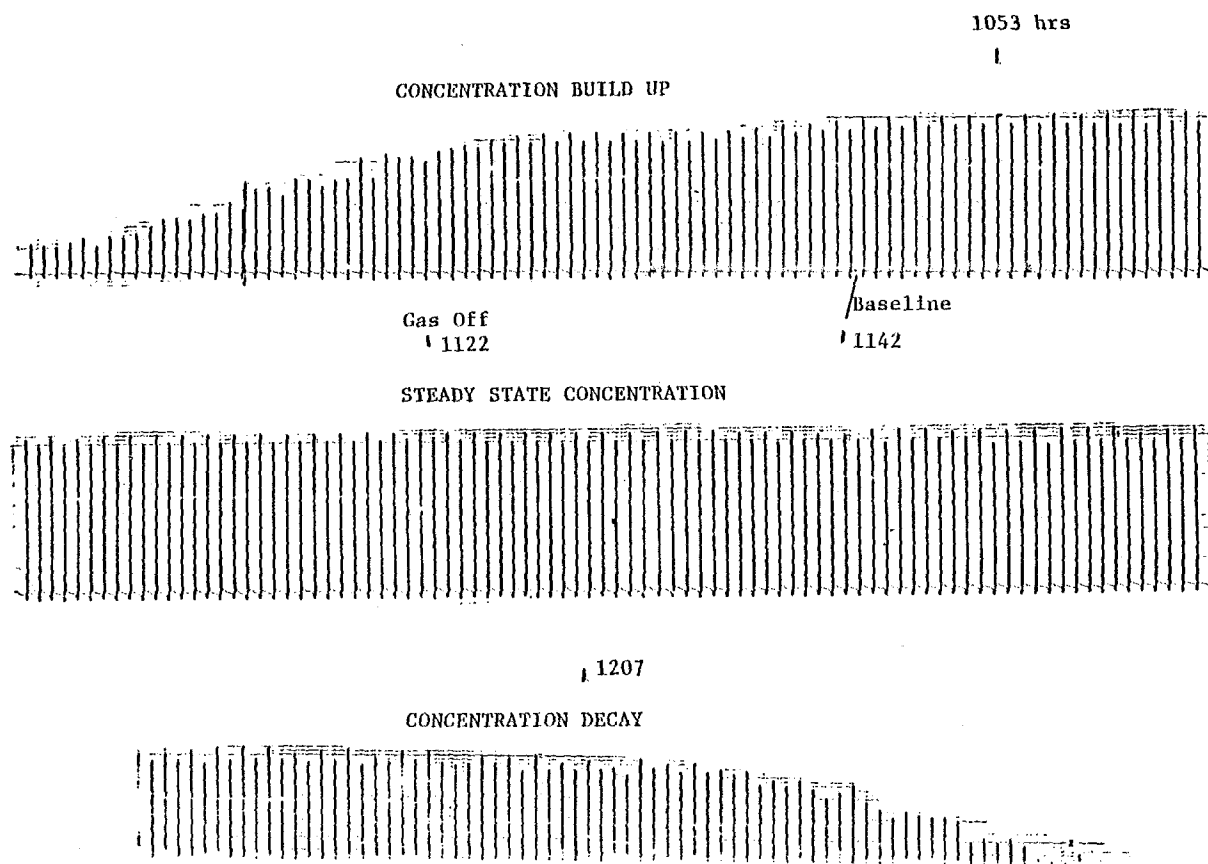 1053 hrs
CONCENTRATION BUILD UP
Baseline
Gas Off
1122
1142
STEADY STATE CONCENTRATION
1207
CONCENTRATION DECAY